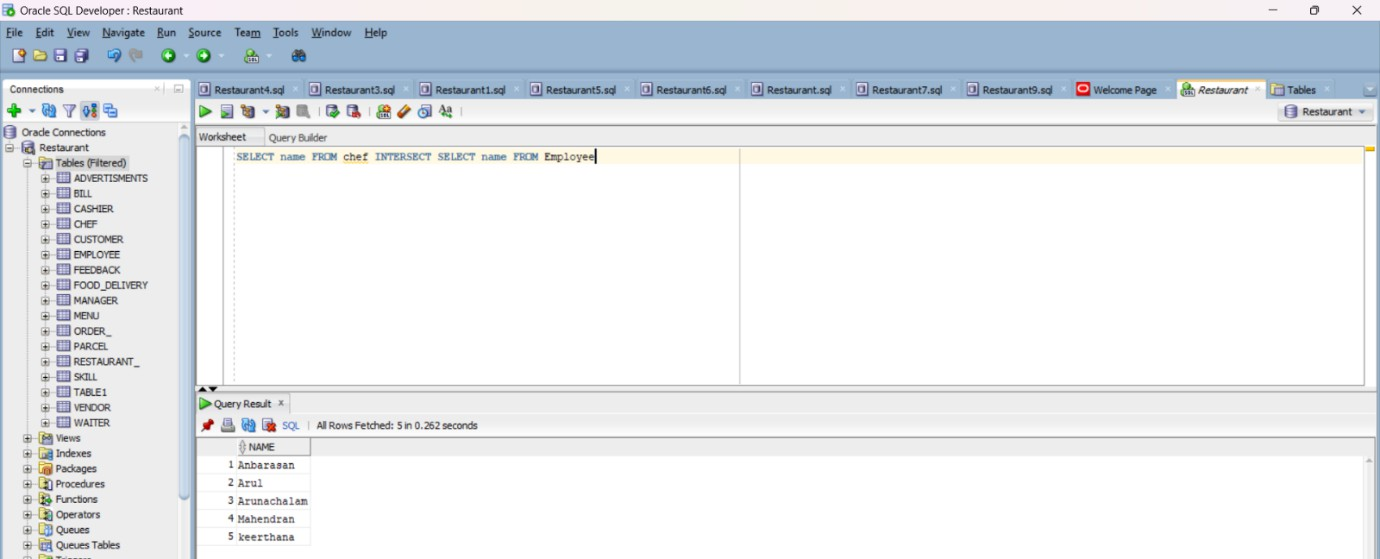 Oracle SQL Developer : Restaurant
File Edit View Navigate Run Source Team Tools Window Help
Connections
Restaurant4.sql Restaurant3.sql Restaurant1.sql Restaurant5.sql Restaurant6.sql Restaurant.sql Restaurant7.sql Restaurant9.sql Welcome Page Restaurant Tables
Restaurant
Worksheet Query Builder
Oracle Connections
Restaurant
Tables (Filtered)
ADVERTISMENTS
BILL
CASHIER
CHEF
CUSTOMER
EMPLOYEE
FEEDBACK
FOOD_DELIVERY
MANAGER
MENU
ORDER_
PARCEL
RESTAURANT_
SKILL
TABLE1
VENDOR
WAITER
Views
Indexes
Packages
Procedures
Functions
Operators
Queues
Queues Tables
SELECT name FROM chef INTERSECT SELECT name FROM Employee
Query Result
SQL All Rows Fetched: 5 in 0.262 seconds
NAME
1 Anbarasan
2 Arul
3 Arunachalam
4 Mahendran
5 keerthana